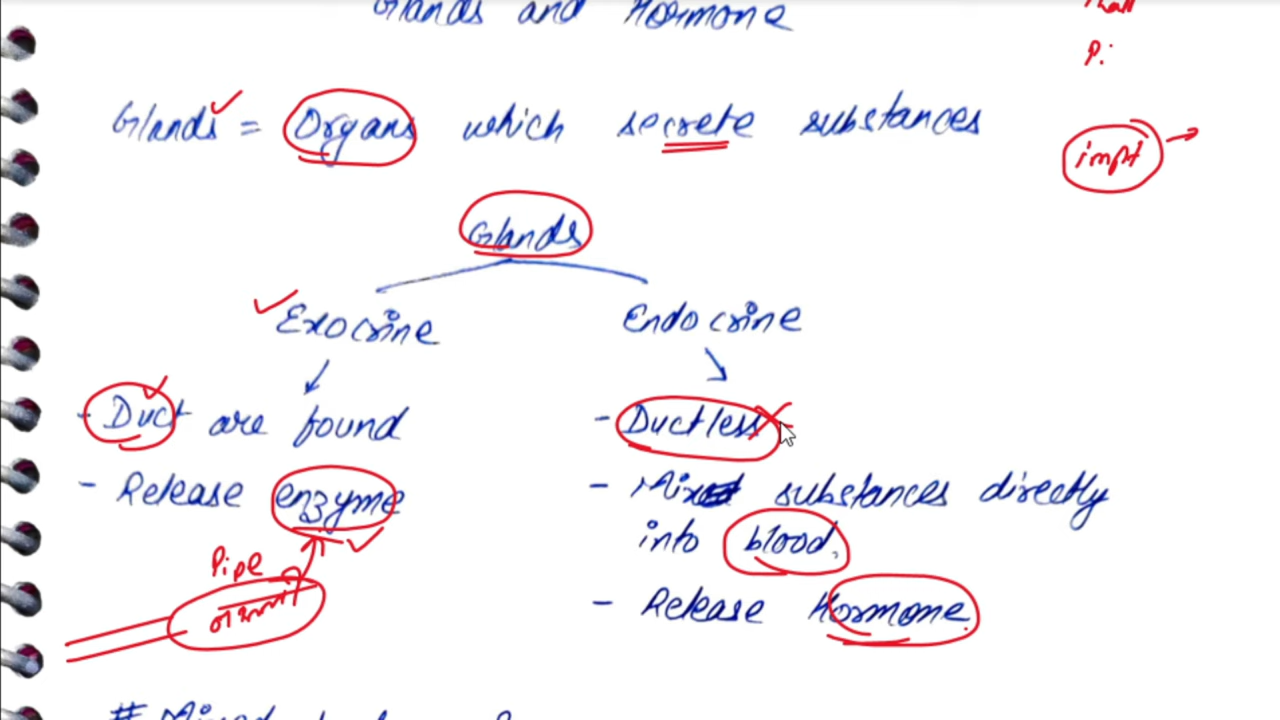 Glands and Hormone
P.
Glands = Organs which secrete substances
impt
Glands
Exocrine Endocrine
- Duct are found
- Release enzyme
Pipe
- Ductless
- Mix substances directly
into blood.
- Release Hormone.
# Mixed